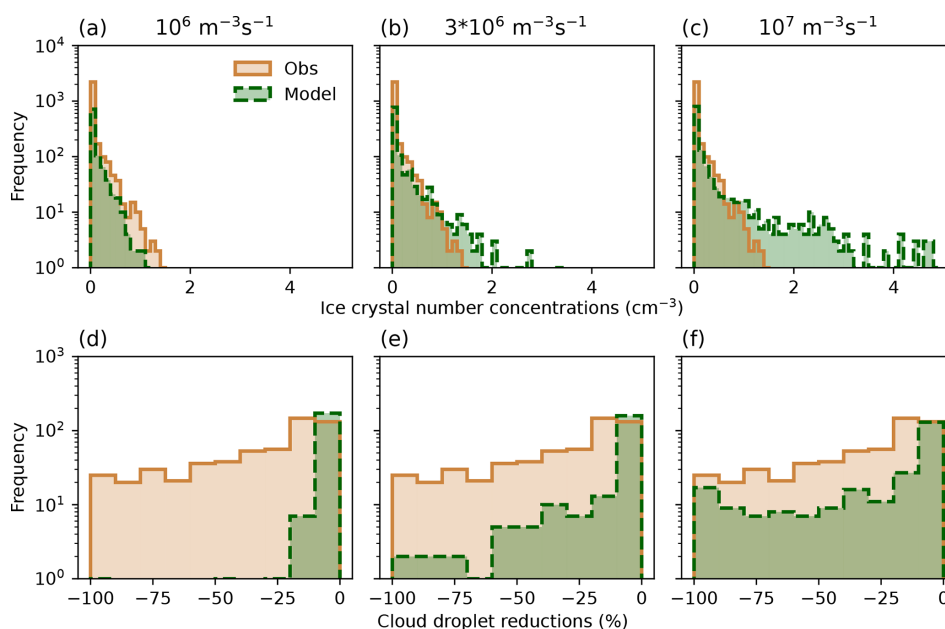 (a) 10⁶ m⁻³s⁻¹
(b) 3*10⁶ m⁻³s⁻¹
(c) 10⁷ m⁻³s⁻¹
Obs
Model
Frequency
10⁴
10³
10²
10¹
10⁰
0 2 4
0 2 4
0 2 4
Ice crystal number concentrations (cm⁻³)
(d)
(e)
(f)
Frequency
10³
10²
10¹
10⁰
−100 −75 −50 −25 0
−100 −75 −50 −25 0
−100 −75 −50 −25 0
Cloud droplet reductions (%)